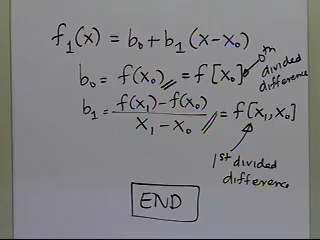 f₁(x) = b₀ + b₁ (x - x₀)
b₀ = f(x₀) = f[x₀]
0th divided difference
b₁ = (f(x₁) - f(x₀)) / (x₁ - x₀) = f[x₁, x₀]
1st divided difference
END